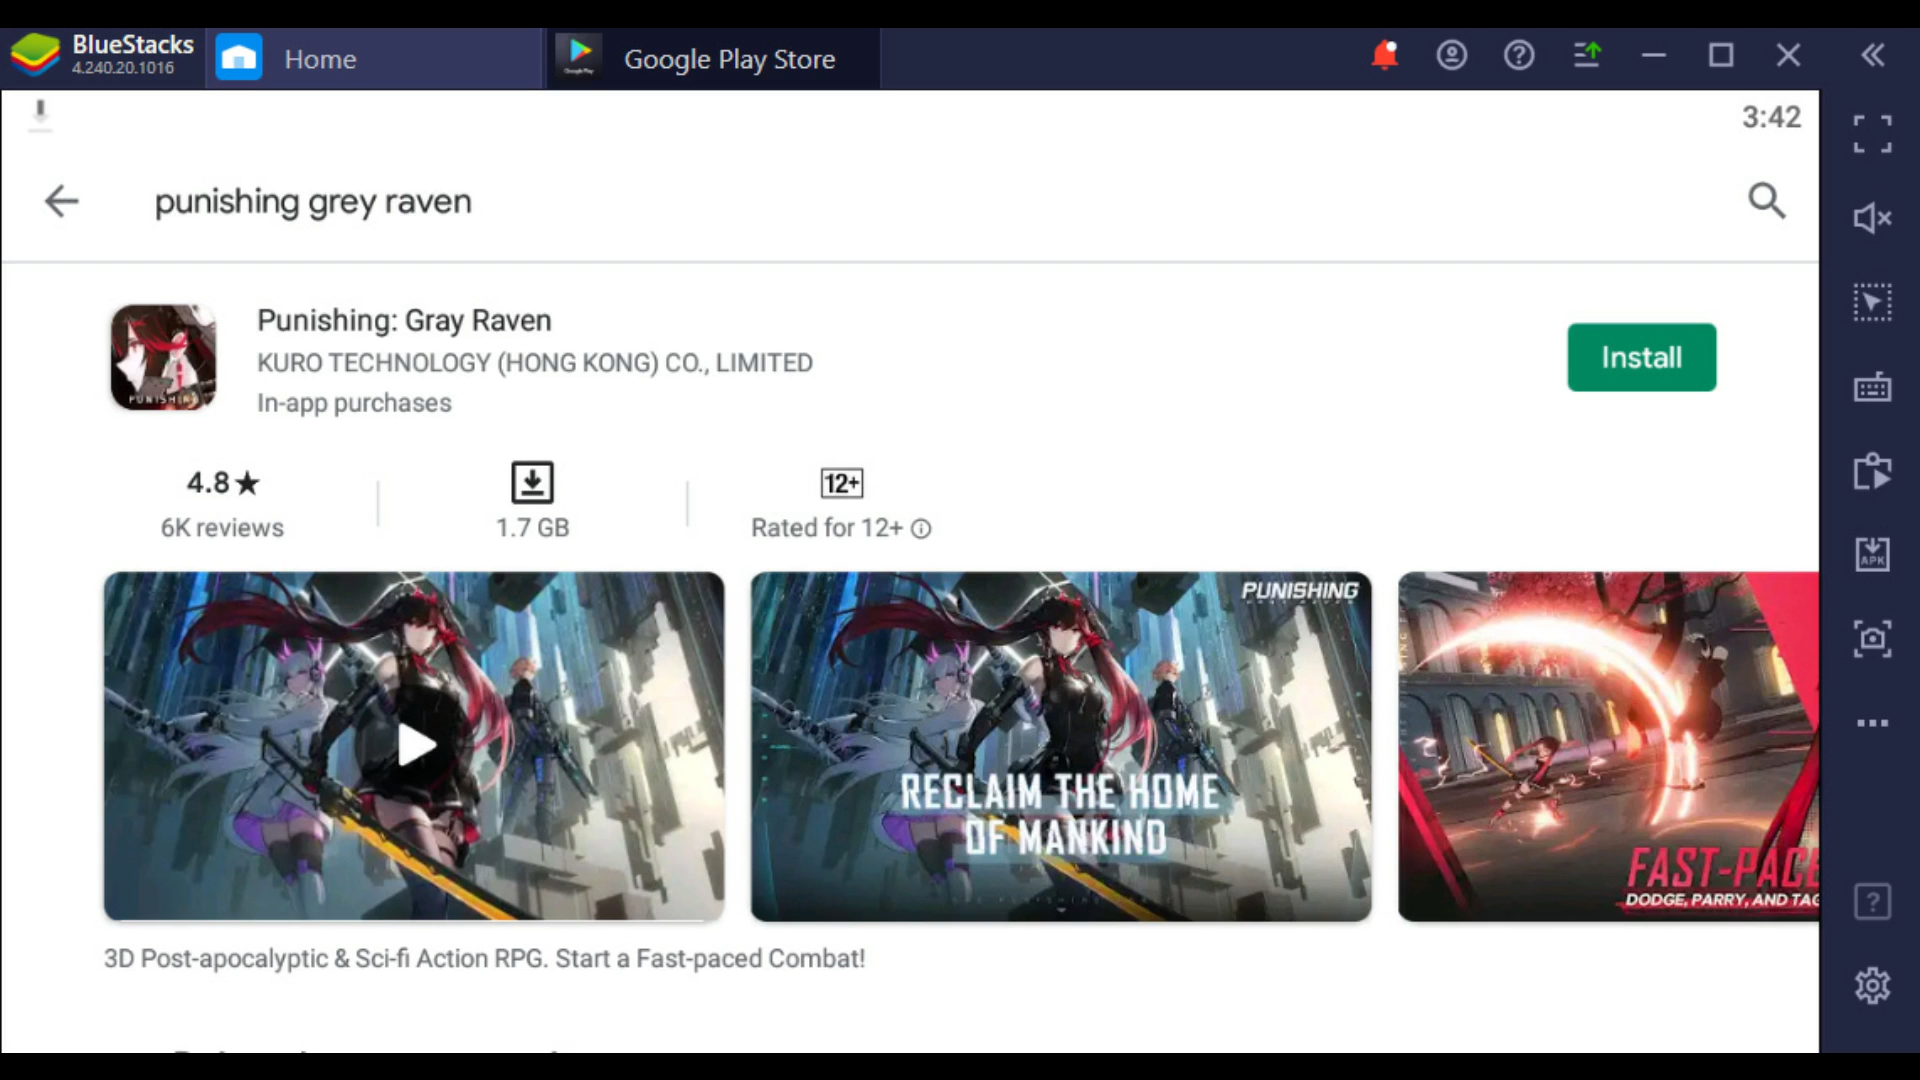 BlueStacks
4.240.20.1016
Home
Google Play Store
3:42
punishing grey raven
Punishing: Gray Raven
KURO TECHNOLOGY (HONG KONG) CO., LIMITED
In-app purchases
Install
PUNISHING
4.8★
6K reviews
1.7 GB
12+
Rated for 12+
PUNISHING
RECLAIM THE HOME
OF MANKIND
FAST-PACE
DODGE, PARRY, AND TAG
3D Post-apocalyptic & Sci-fi Action RPG. Start a Fast-paced Combat!
APK